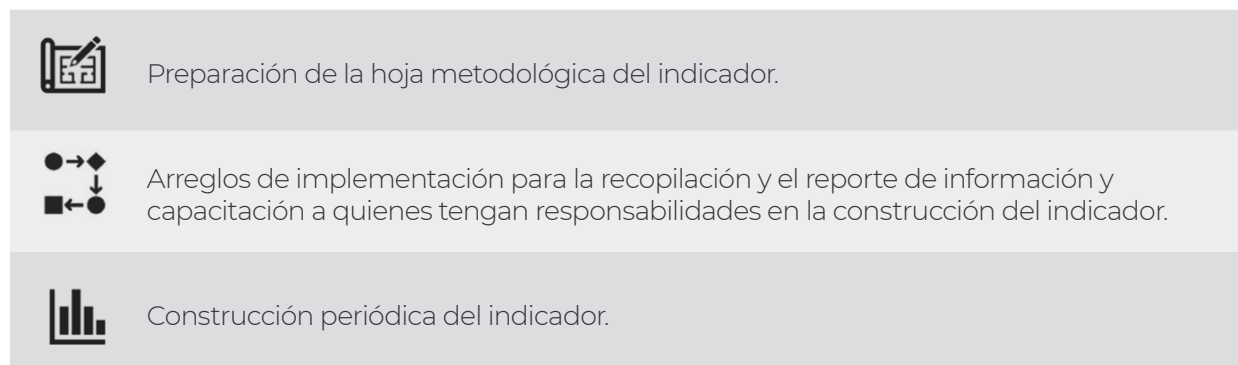 Preparación de la hoja metodológica del indicador.
Arreglos de implementación para la recopilación y el reporte de información y
capacitación a quienes tengan responsabilidades en la construcción del indicador.
Construcción periódica del indicador.